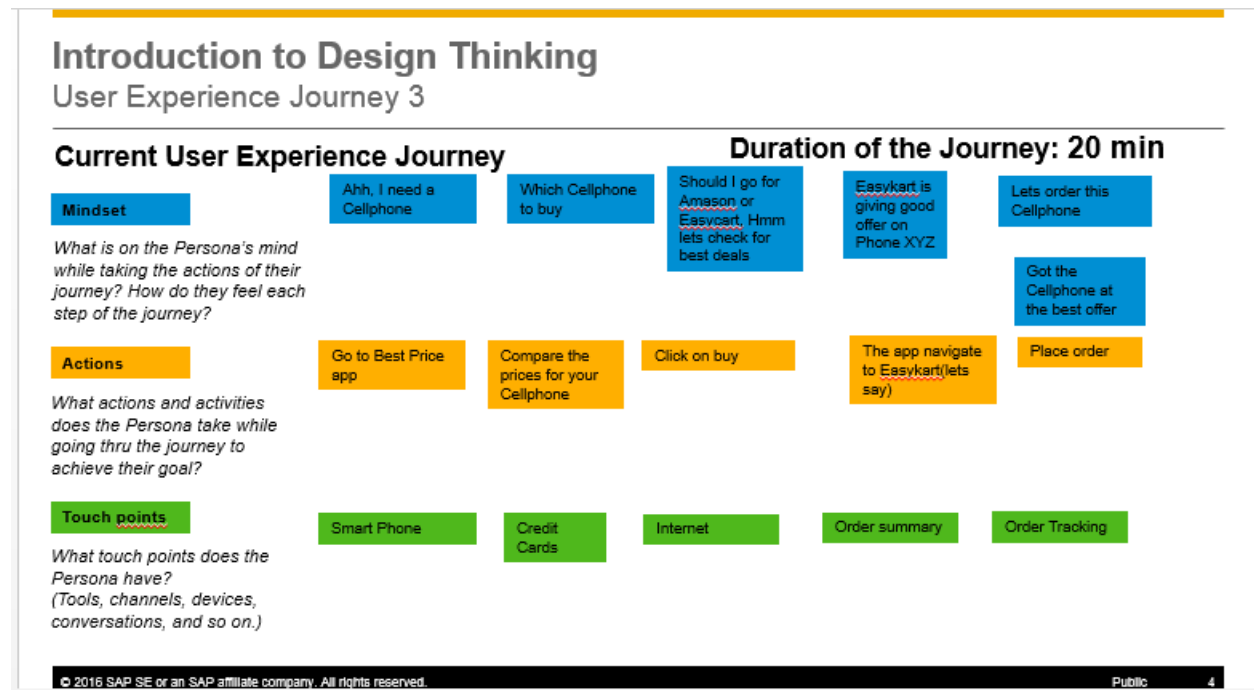 Introduction to Design Thinking
User Experience Journey 3
Current User Experience Journey
Duration of the Journey: 20 min
Mindset
What is on the Persona's mind
while taking the actions of their
journey? How do they feel each
step of the journey?
Ahh, I need a
Cellphone
Which Cellphone
to buy
Should I go for
Amason or
Easycart, Hmm
lets check for
best deals
Easykart is
giving good
offer on
Phone XYZ
Lets order this
Cellphone
Got the
Cellphone at
the best offer
Actions
What actions and activities
does the Persona take while
going thru the journey to
achieve their goal?
Go to Best Price
app
Compare the
prices for your
Cellphone
Click on buy
The app navigate
to Easykart(lets
say)
Place order
Touch points
What touch points does the
Persona have?
(Tools, channels, devices,
conversations, and so on.)
Smart Phone
Credit
Cards
Internet
Order summary
Order Tracking
© 2016 SAP SE or an SAP affiliate company. All rights reserved.
Public
4